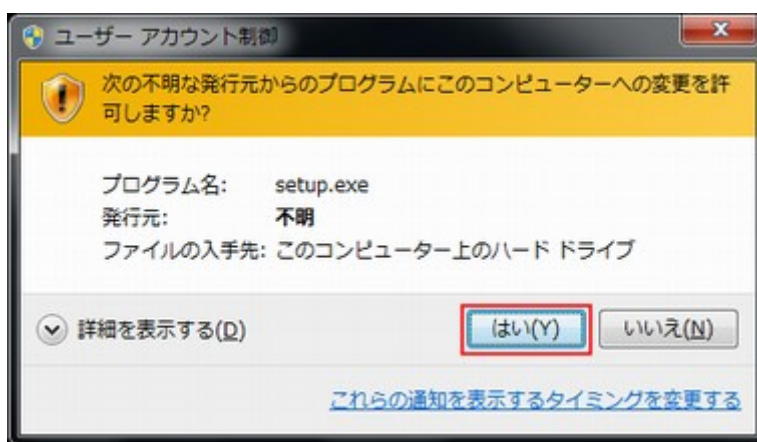 ユーザー アカウント制御
次の不明な発行元からのプログラムにこのコンピューターへの変更を許
可しますか?
プログラム名: setup.exe
発行元: 不明
ファイルの入手先: このコンピューター上のハード ドライブ
詳細を表示する(D) はい(Y) いいえ(N)
これらの通知を表示するタイミングを変更する